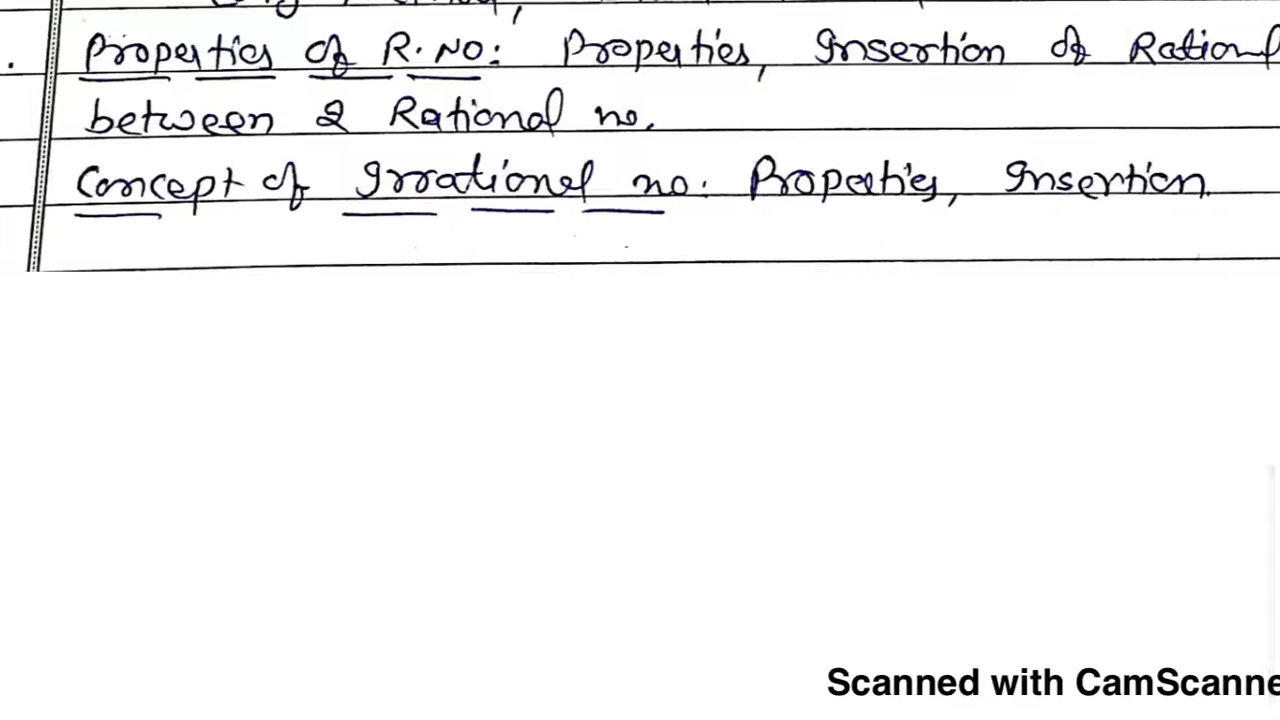 . Properties of R. NO: Properties, Insertion of Rational
between 2 Rational no.
Concept of Irrational no. Properties, Insertion.
Scanned with CamScanne